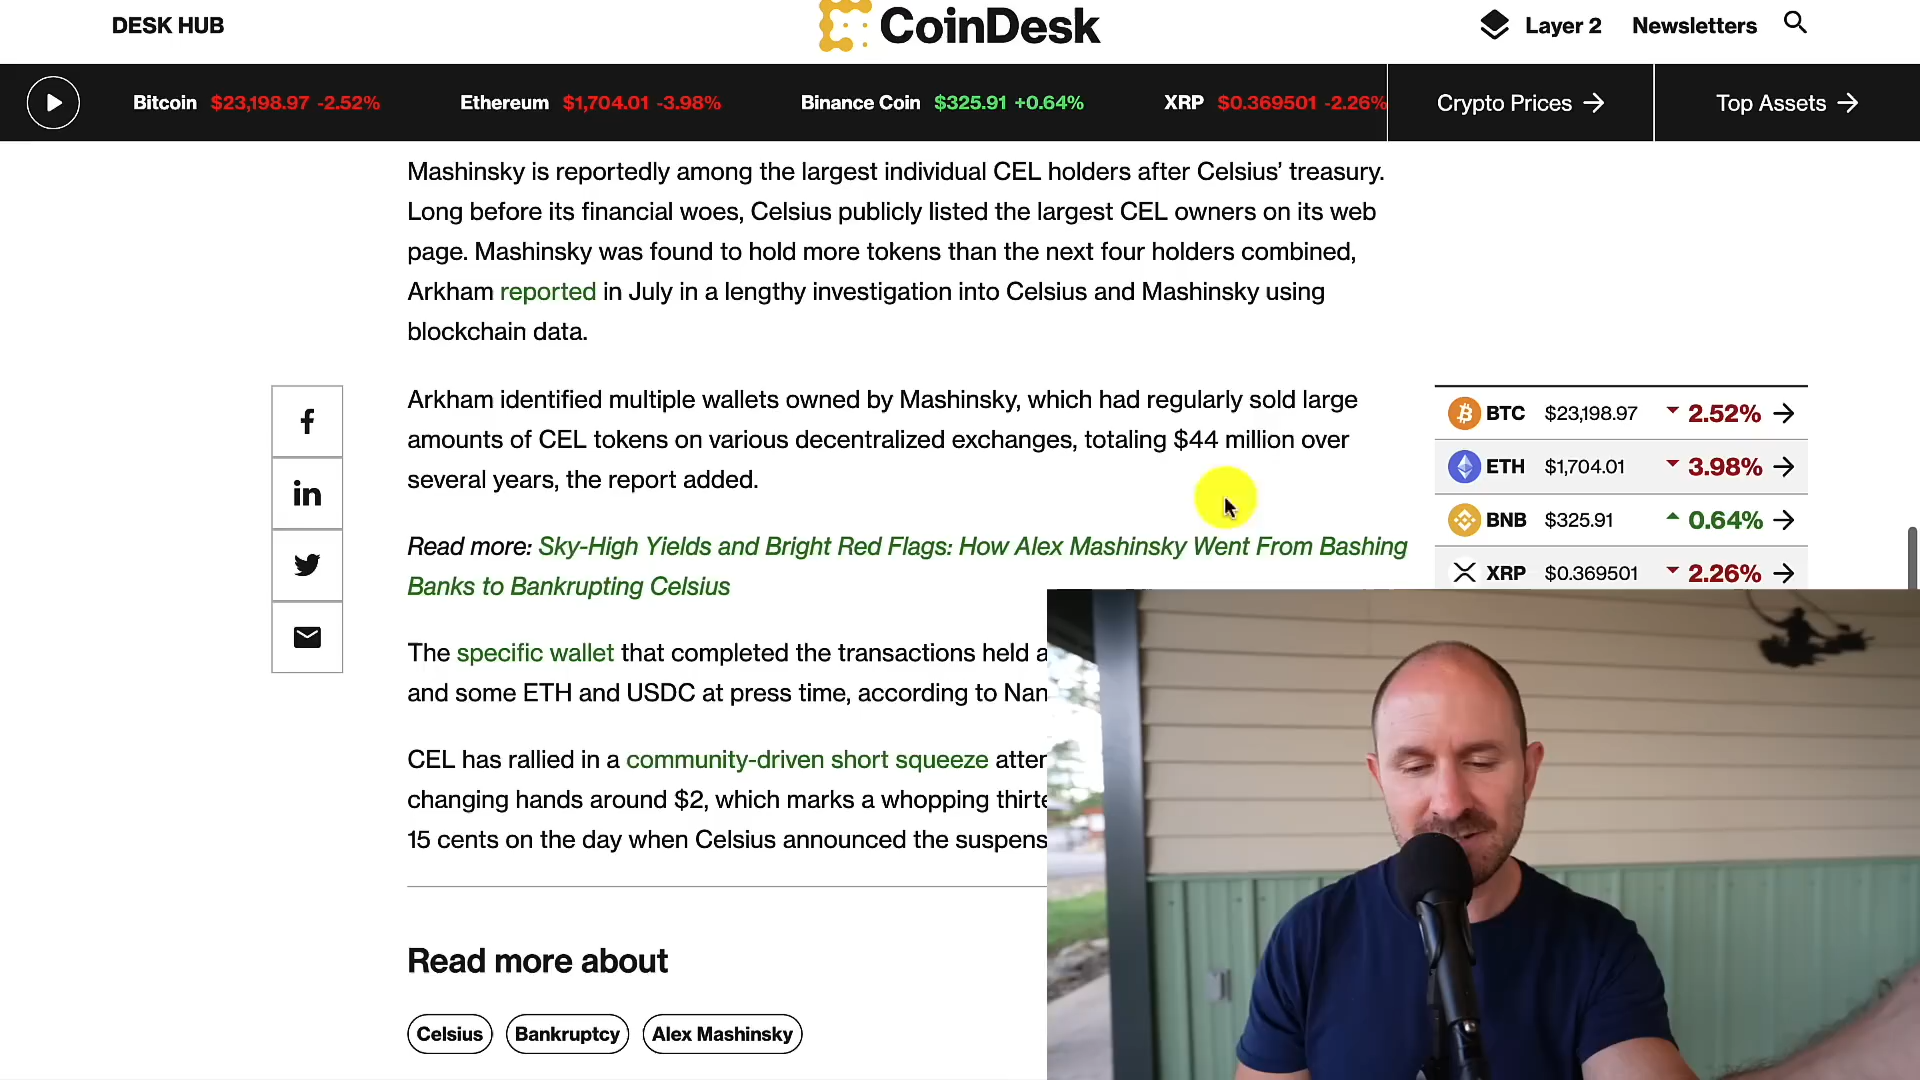 DESK HUB
CoinDesk
Layer 2
Newsletters
Bitcoin $23,198.97 -2.52%
Ethereum $1,704.01 -3.98%
Binance Coin $325.91 +0.64%
XRP $0.369501 -2.26%
Crypto Prices →
Top Assets →
Mashinsky is reportedly among the largest individual CEL holders after Celsius’ treasury.
Long before its financial woes, Celsius publicly listed the largest CEL owners on its web
page. Mashinsky was found to hold more tokens than the next four holders combined,
Arkham reported in July in a lengthy investigation into Celsius and Mashinsky using
blockchain data.
Arkham identified multiple wallets owned by Mashinsky, which had regularly sold large
amounts of CEL tokens on various decentralized exchanges, totaling $44 million over
several years, the report added.
Read more: Sky-High Yields and Bright Red Flags: How Alex Mashinsky Went From Bashing
Banks to Bankrupting Celsius
The specific wallet that completed the transactions held a
and some ETH and USDC at press time, according to Nan
CEL has rallied in a community-driven short squeeze atter
changing hands around $2, which marks a whopping thirte
15 cents on the day when Celsius announced the suspens
BTC $23,198.97 2.52% →
ETH $1,704.01 3.98% →
BNB $325.91 0.64% →
XRP $0.369501 2.26% →
Read more about
Celsius
Bankruptcy
Alex Mashinsky